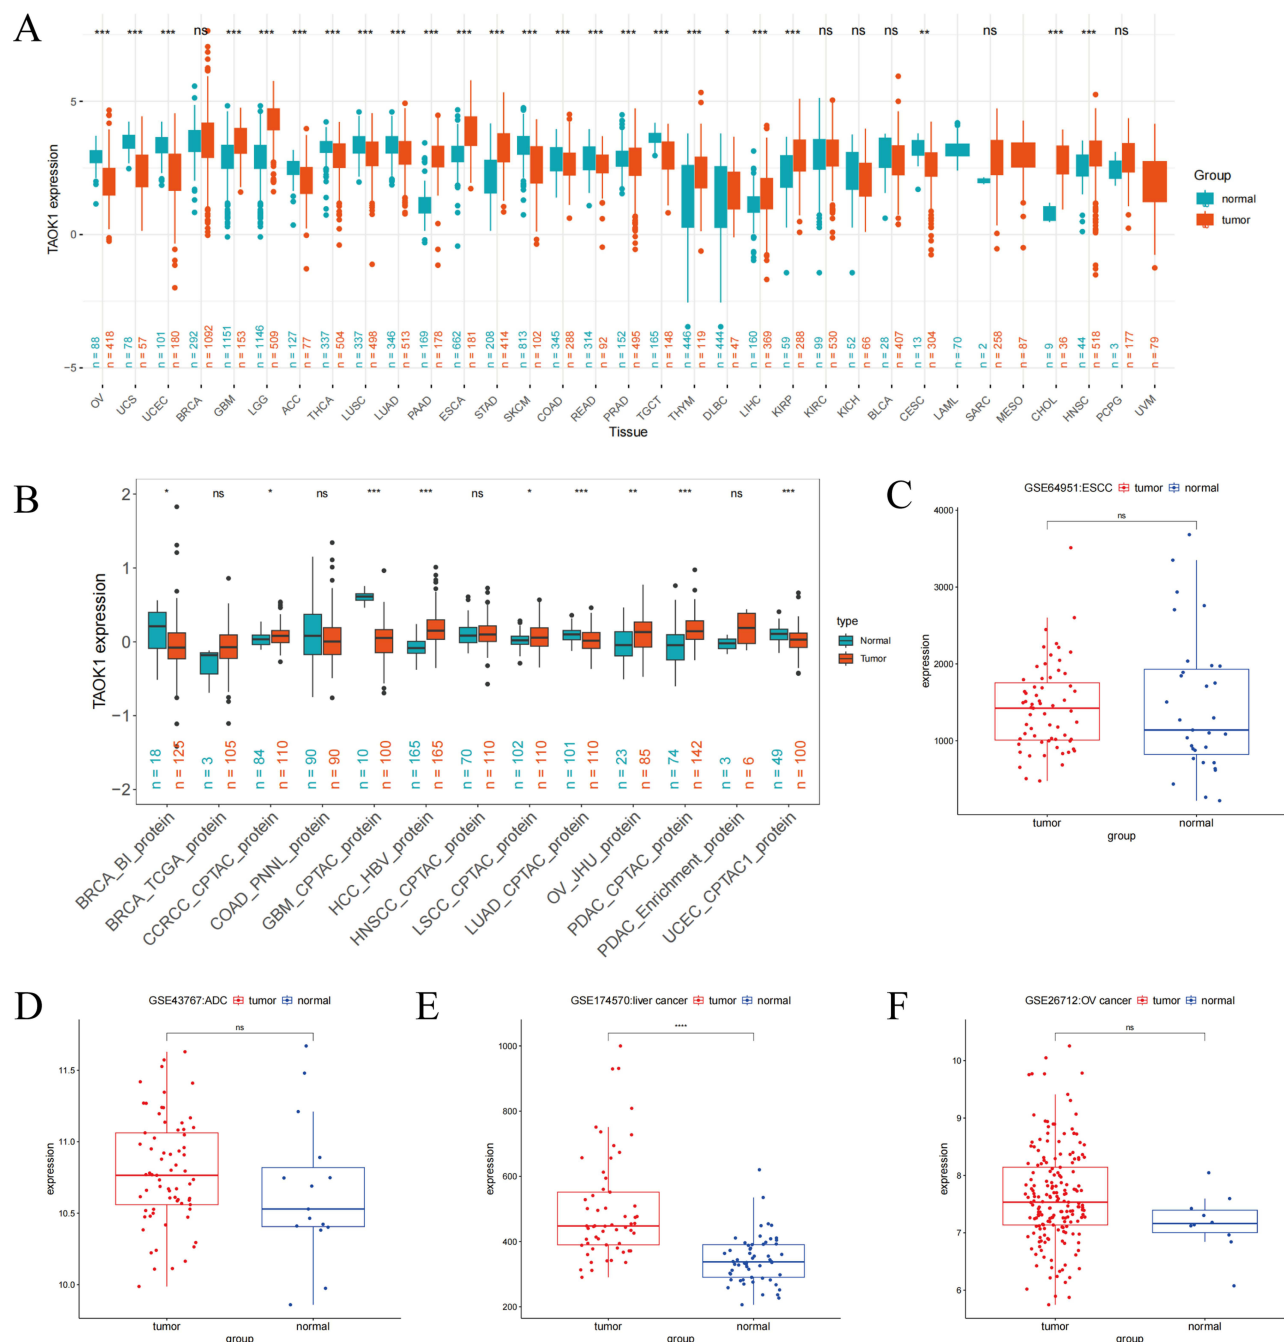 A
*** *** *** ns *** *** *** *** *** *** *** *** *** *** *** *** *** *** *** * *** *** ns ns ns ** ns *** *** ns
TAOK1 expression
5
0
−5
n = 88 n = 418 n = 78 n = 57 n = 101 n = 180 n = 292 n = 1092 n = 1151 n = 153 n = 1146 n = 509 n = 127 n = 77 n = 337 n = 504 n = 337 n = 498 n = 346 n = 513 n = 169 n = 178 n = 662 n = 181 n = 208 n = 414 n = 813 n = 102 n = 345 n = 288 n = 314 n = 92 n = 152 n = 495 n = 165 n = 148 n = 446 n = 119 n = 444 n = 47 n = 160 n = 369 n = 59 n = 288 n = 99 n = 530 n = 52 n = 66 n = 28 n = 407 n = 13 n = 304 n = 70 n = 2 n = 258 n = 87 n = 9 n = 36 n = 44 n = 518 n = 3 n = 177 n = 79
OV UCS UCEC BRCA GBM LGG ACC THCA LUSC LUAD PAAD ESCA STAD SKCM COAD READ PRAD TGCT THYM DLBC LIHC KIRP KIRC KICH BLCA CESC LAML SARC MESO CHOL HNSC PCPG UVM
Tissue
Group
normal
tumor
B
* ns * ns *** *** ns * *** ** *** ns ***
TAOK1 expression
2
1
0
−1
−2
n = 18 n = 125 n = 3 n = 105 n = 84 n = 110 n = 90 n = 90 n = 10 n = 100 n = 165 n = 165 n = 70 n = 110 n = 102 n = 110 n = 101 n = 110 n = 23 n = 85 n = 74 n = 142 n = 3 n = 6 n = 49 n = 100
BRCA_BI_protein
BRCA_TCGA_protein
CCRCC_CPTAC_protein
COAD_PNNL_protein
GBM_CPTAC_protein
HCC_HBV_protein
HNSCC_CPTAC_protein
LSCC_CPTAC_protein
LUAD_CPTAC_protein
OV_JHU_protein
PDAC_CPTAC_protein
PDAC_Enrichment_protein
UCEC_CPTAC1_protein
type
Normal
Tumor
C
GSE64951:ESCC tumor normal
ns
expression
4000
3000
2000
1000
tumor normal
group
D
GSE43767:ADC tumor normal
ns
expression
11.5
11.0
10.5
10.0
tumor normal
group
E
GSE174570:liver cancer tumor normal
****
expression
1000
800
600
400
200
tumor normal
group
F
GSE26712:OV cancer tumor normal
ns
expression
10
9
8
7
6
tumor normal
group